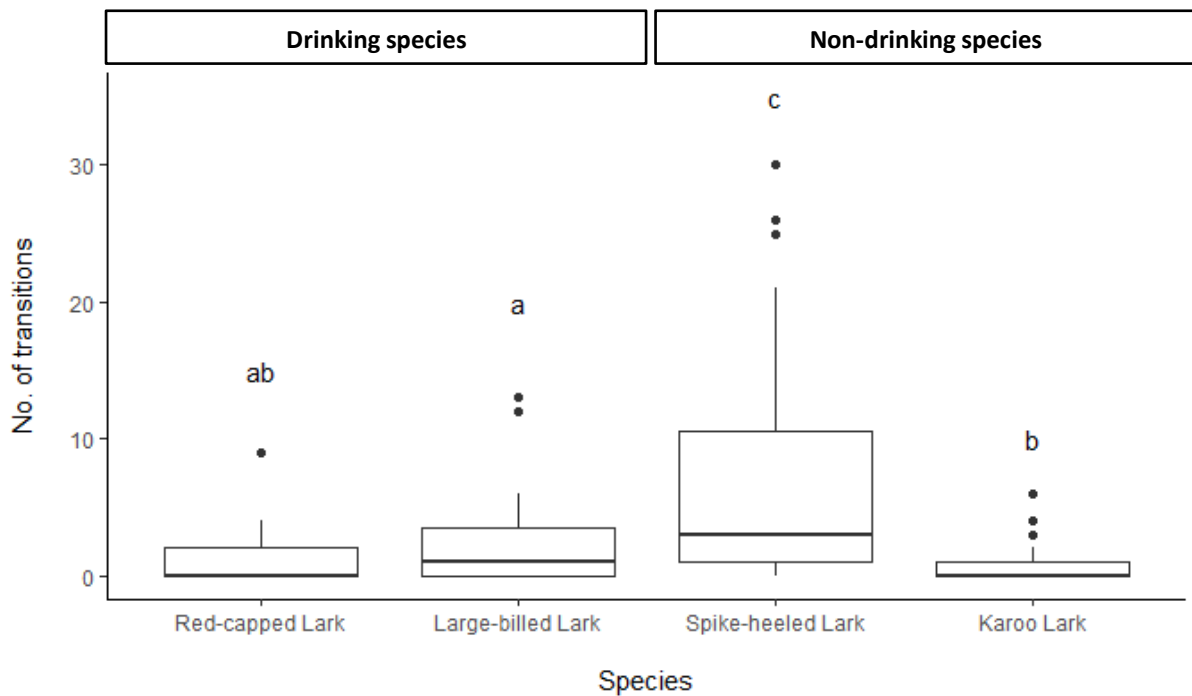 Drinking species Non-drinking species
c
30
a
20
ab
b
10
0
Red-capped Lark Large-billed Lark Spike-heeled Lark Karoo Lark
No. of transitions
Species